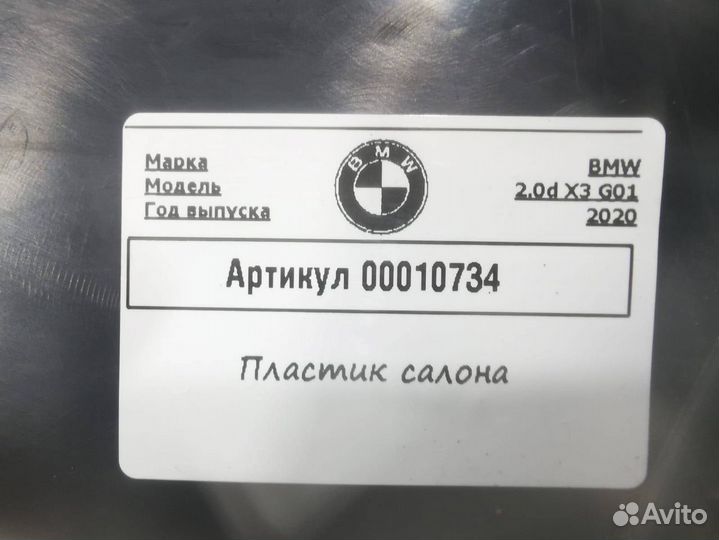 Марка BMW
Модель 2.0d X3 G01
Год выпуска 2020
BMW
Артикул 00010734
Пластик салона
Avito